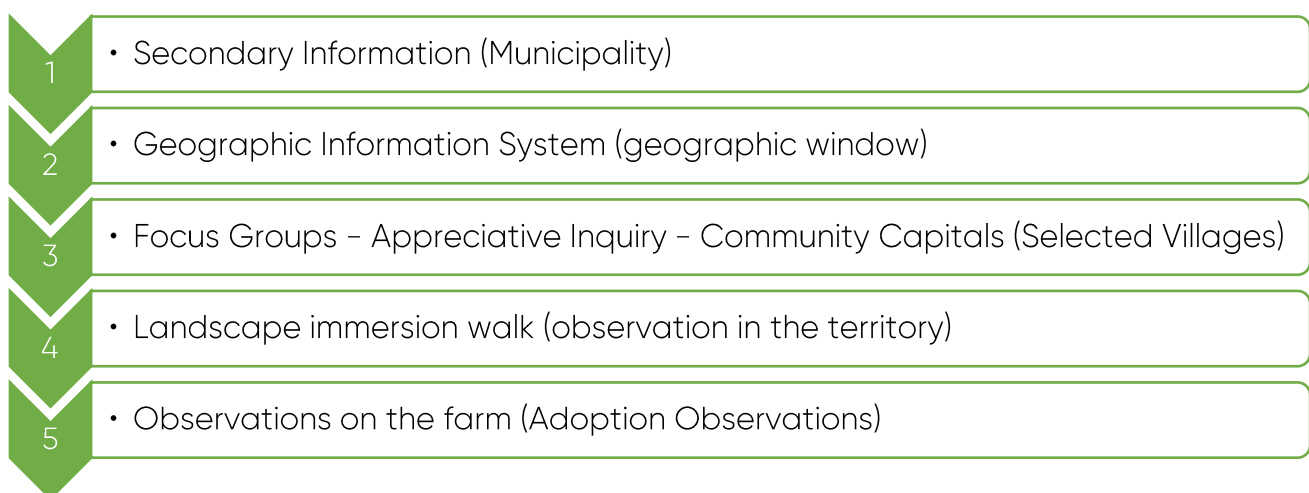 1
• Secondary Information (Municipality)
2
• Geographic Information System (geographic window)
3
• Focus Groups – Appreciative Inquiry – Community Capitals (Selected Villages)
4
• Landscape immersion walk (observation in the territory)
5
• Observations on the farm (Adoption Observations)